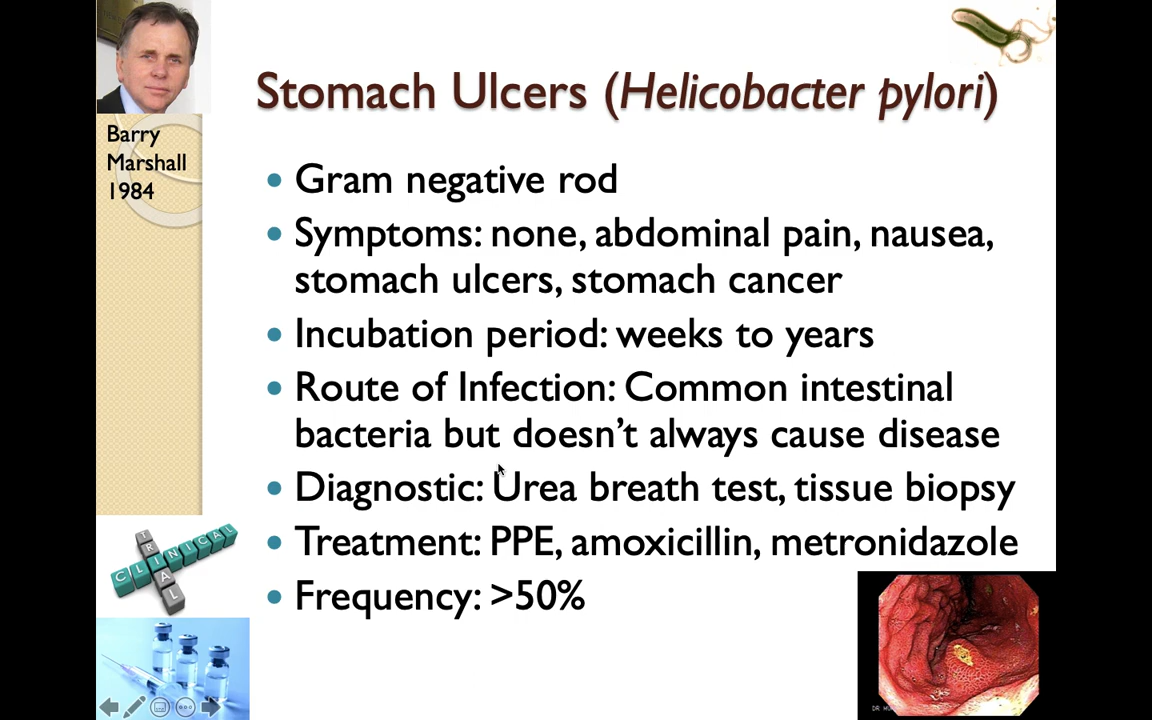 Stomach Ulcers (Helicobacter pylori)
Barry
Marshall
1984
• Gram negative rod
• Symptoms: none, abdominal pain, nausea,
stomach ulcers, stomach cancer
• Incubation period: weeks to years
• Route of Infection: Common intestinal
bacteria but doesn't always cause disease
• Diagnostic: Urea breath test, tissue biopsy
• Treatment: PPE, amoxicillin, metronidazole
• Frequency: >50%
CLINICAL
TRIAL